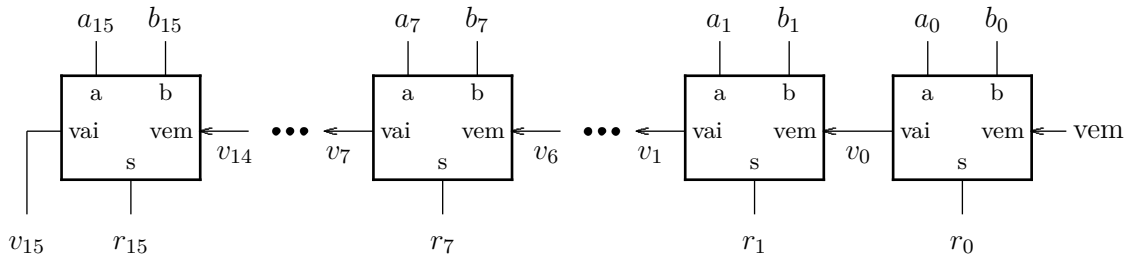 a15 b15 a7 b7 a1 b1 a0 b0
a b a b a b a b
vai vem ••• vai vem ••• vai vem vai vem vem
v14 v7 v6 v1 v0
s s s s
v15 r15 r7 r1 r0